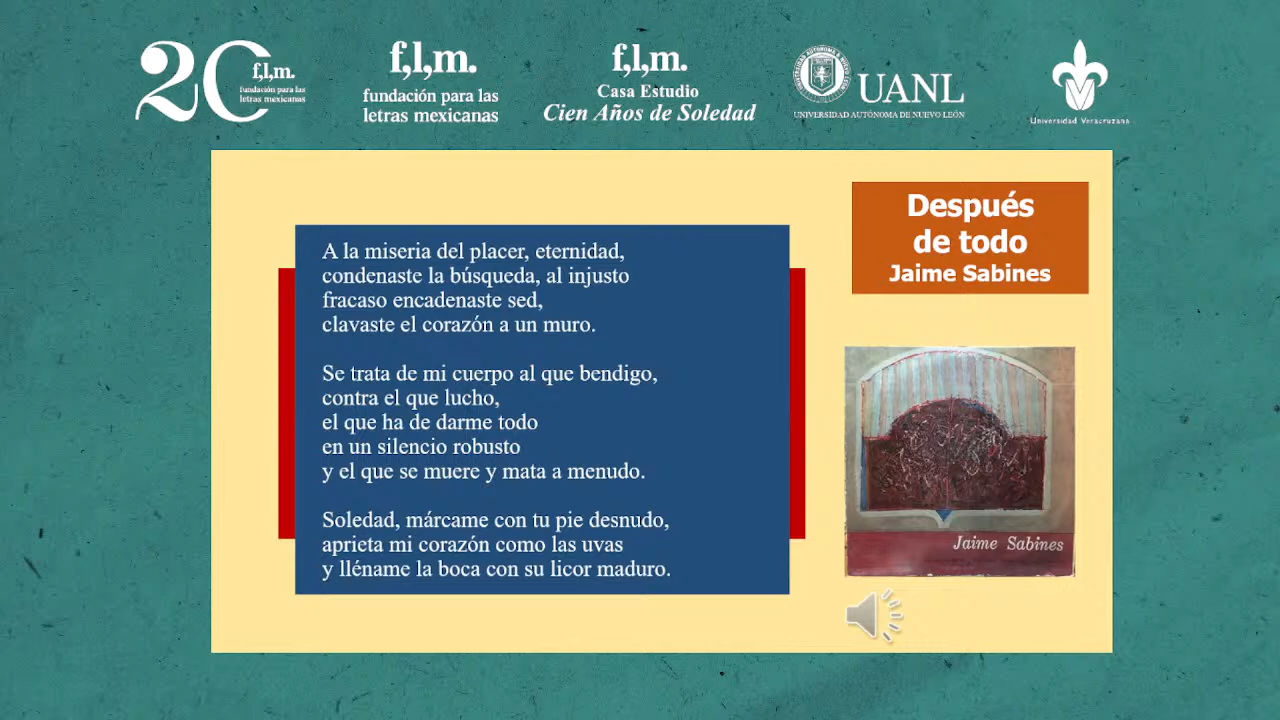 20 f,l,m.
fundación para las
letras mexicanas
f,l,m.
fundación para las
letras mexicanas
f,l,m.
Casa Estudio
Cien Años de Soledad
UANL
UNIVERSIDAD AUTÓNOMA DE NUEVO LEÓN
Universidad Veracruzana
Después
de todo
Jaime Sabines
A la miseria del placer, eternidad,
condenaste la búsqueda, al injusto
fracaso encadenaste sed,
clavaste el corazón a un muro.
Se trata de mi cuerpo al que bendigo,
contra el que lucho,
el que ha de darme todo
en un silencio robusto
y el que se muere y mata a menudo.
Soledad, márcame con tu pie desnudo,
aprieta mi corazón como las uvas
y lléname la boca con su licor maduro.
Jaime Sabines